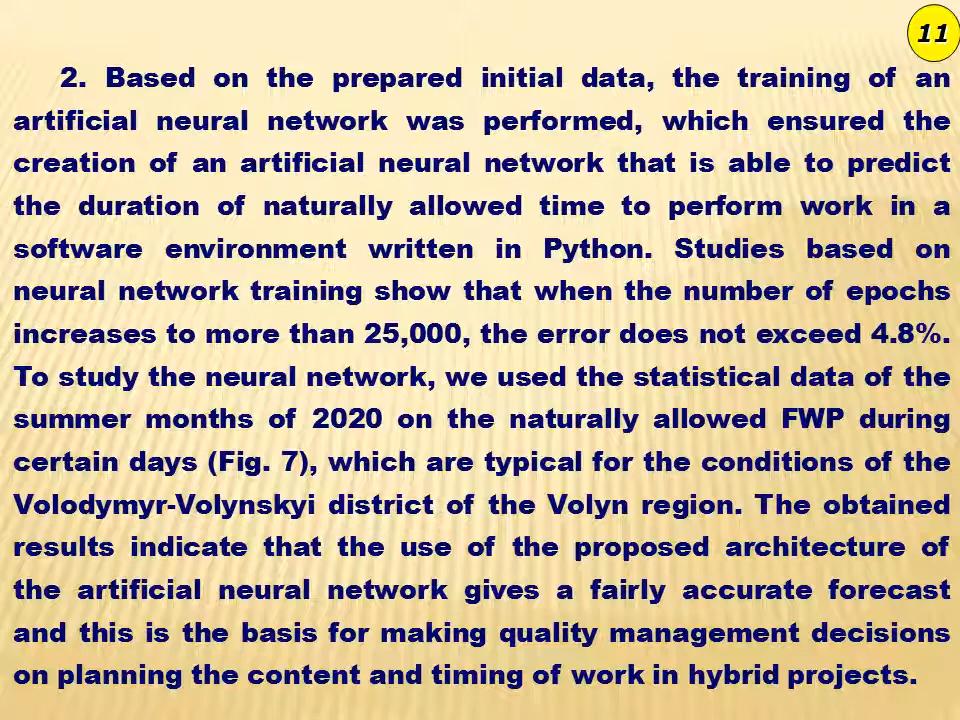 11
2. Based on the prepared initial data, the training of an
artificial neural network was performed, which ensured the
creation of an artificial neural network that is able to predict
the duration of naturally allowed time to perform work in a
software environment written in Python. Studies based on
neural network training show that when the number of epochs
increases to more than 25,000, the error does not exceed 4.8%.
To study the neural network, we used the statistical data of the
summer months of 2020 on the naturally allowed FWP during
certain days (Fig. 7), which are typical for the conditions of the
Volodymyr-Volynskyi district of the Volyn region. The obtained
results indicate that the use of the proposed architecture of
the artificial neural network gives a fairly accurate forecast
and this is the basis for making quality management decisions
on planning the content and timing of work in hybrid projects.